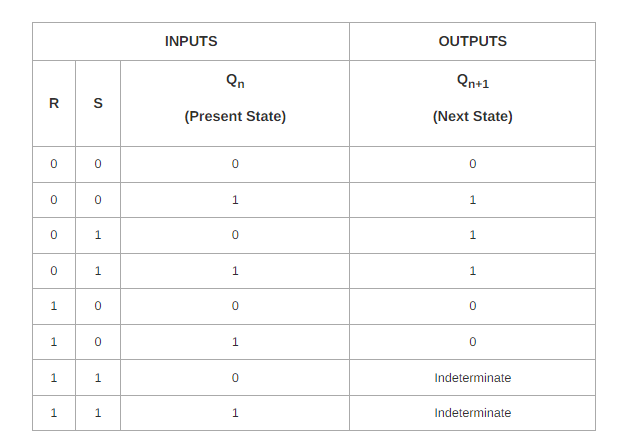 INPUTS OUTPUTS
R S Qn (Present State) Qn+1 (Next State)
0 0 0 0
0 0 1 1
0 1 0 1
0 1 1 1
1 0 0 0
1 0 1 0
1 1 0 Indeterminate
1 1 1 Indeterminate